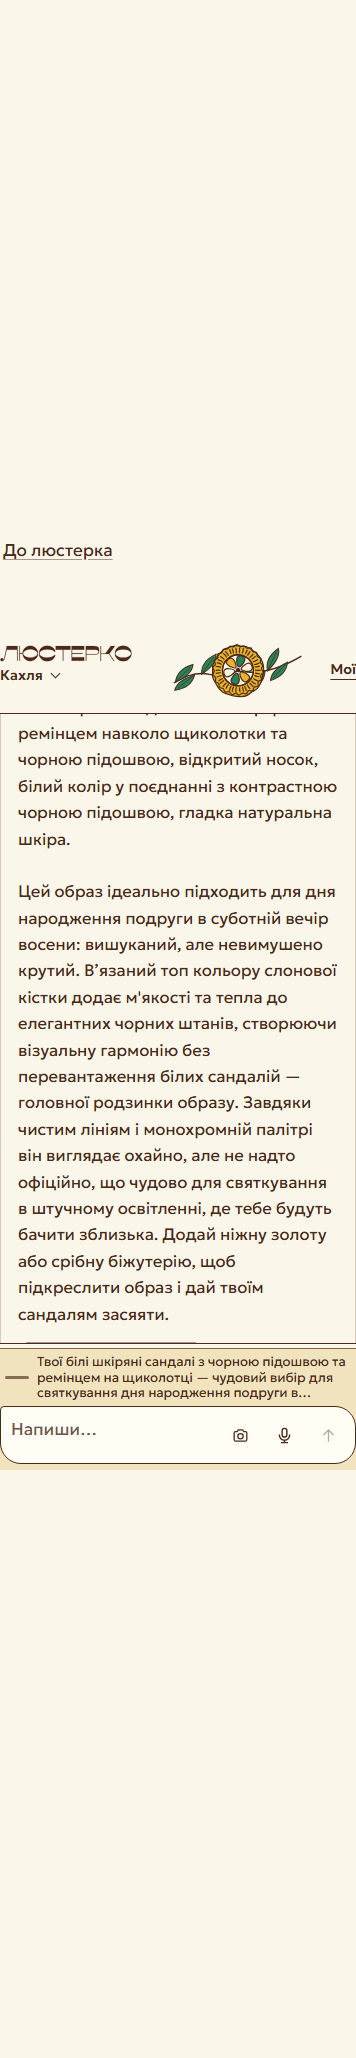 До люстерка
ЛЮСТЕРКО
Кахля
Мої
ремінцем навколо щиколотки та
чорною підошвою, відкритий носок,
білий колір у поєднанні з контрастною
чорною підошвою, гладка натуральна
шкіра.
Цей образ ідеально підходить для дня
народження подруги в суботній вечір
восени: вишуканий, але невимушено
крутий. В’язаний топ кольору слонової
кістки додає м'якості та тепла до
елегантних чорних штанів, створюючи
візуальну гармонію без
перевантаження білих сандалій —
головної родзинки образу. Завдяки
чистим лініям і монохромній палітрі
він виглядає охайно, але не надто
офіційно, що чудово для святкування
в штучному освітленні, де тебе будуть
бачити зблизька. Додай ніжну золоту
або срібну біжутерію, щоб
підкреслити образ і дай твоїм
сандалям засяяти.
Твої білі шкіряні сандалі з чорною підошвою та
ремінцем на щиколотці — чудовий вибір для
святкування дня народження подруги в...
Напиши...